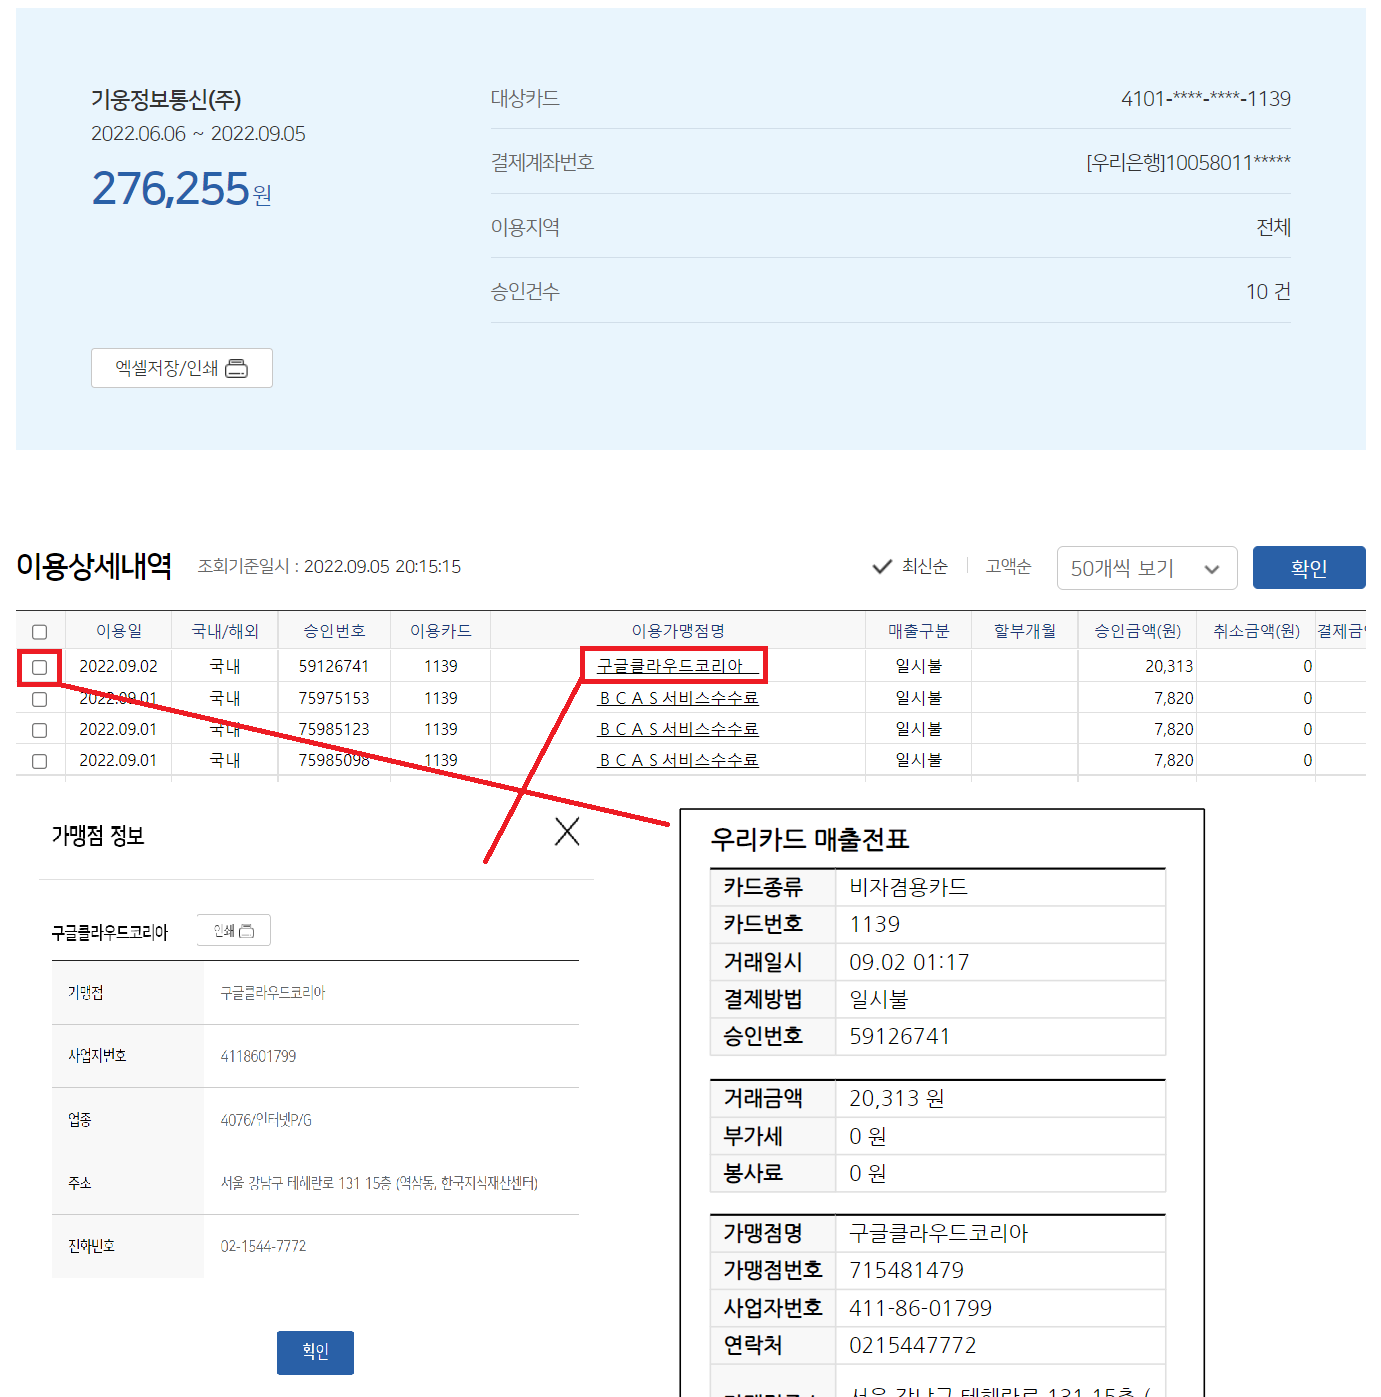 기웅정보통신(주)
2022.06.06 ~ 2022.09.05
276,255원
엑셀저장/인쇄
대상카드 4101-****-****-1139
결제계좌번호 [우리은행]10058011*****
이용지역 전체
승인건수 10 건
이용상세내역 조회기준일시 : 2022.09.05 20:15:15 최신순 고액순 50개씩 보기 확인
이용일 국내/해외 승인번호 이용카드 이용가맹점명 매출구분 할부개월 승인금액(원) 취소금액(원) 결제금
2022.09.02 국내 59126741 1139 구글클라우드코리아 일시불 20,313 0
2022.09.01 국내 75975153 1139 B C A S 서비스수수료 일시불 7,820 0
2022.09.01 국내 75985123 1139 B C A S 서비스수수료 일시불 7,820 0
2022.09.01 국내 75985098 1139 B C A S 서비스수수료 일시불 7,820 0
가맹점 정보
구글클라우드코리아 인쇄
가맹점 구글클라우드코리아
사업자번호 4118601799
업종 4076/인터넷P/G
주소 서울 강남구 테헤란로 131 15층 (역삼동, 한국지식재산센터)
전화번호 02-1544-7772
확인
우리카드 매출전표
카드종류 비자겸용카드
카드번호 1139
거래일시 09.02 01:17
결제방법 일시불
승인번호 59126741
거래금액 20,313 원
부가세 0 원
봉사료 0 원
가맹점명 구글클라우드코리아
가맹점번호 715481479
사업자번호 411-86-01799
연락처 0215447772
서울 강남구 테헤란로 131 15층 (